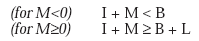 (for M<0) I + M < B
(for M≥0) I + M ≥ B + L